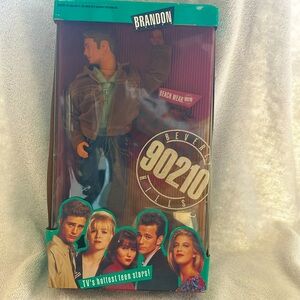 BRANDON
BEACH WEAR
BEVERLY
90210
HILLS
TV's hottest teen stars!